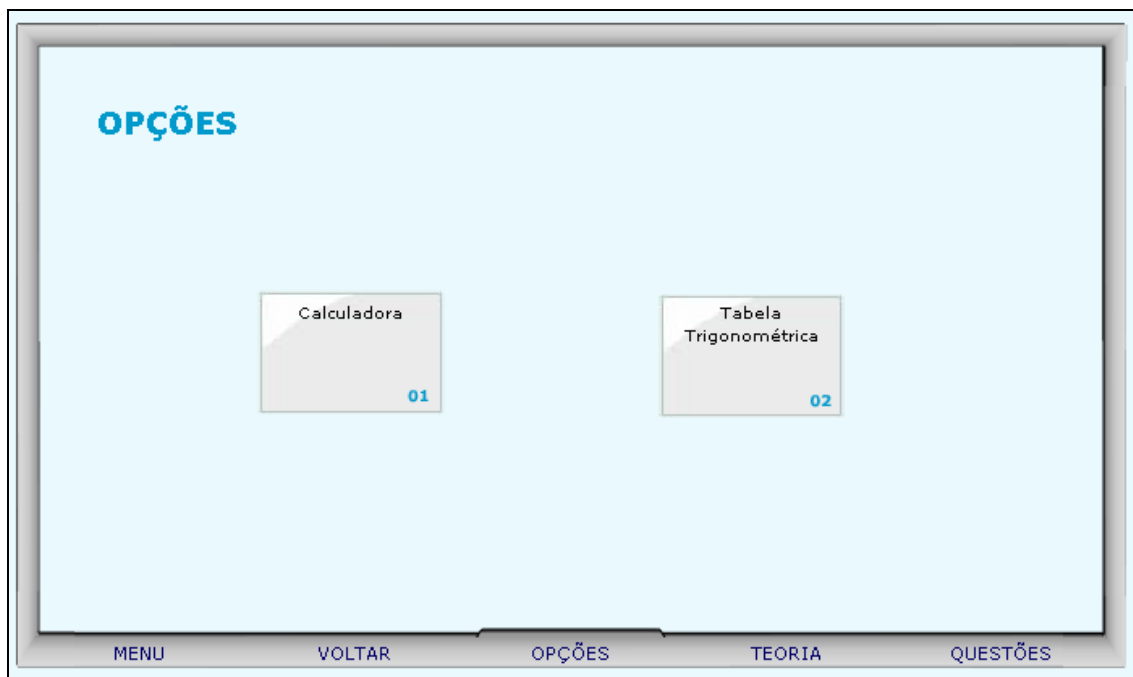 OPÇÕES
Calculadora
01
Tabela
Trigonométrica
02
MENU VOLTAR OPÇÕES TEORIA QUESTÕES